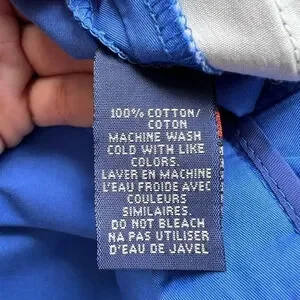 100% COTTON/
COTON
MACHINE WASH
COLD WITH LIKE
COLORS.
LAVER EN MACHINE
L'EAU FROIDE AVEC
COULEURS
SIMILAIRES.
DO NOT BLEACH
NA PAS UTILISER
D'EAU DE JAVEL